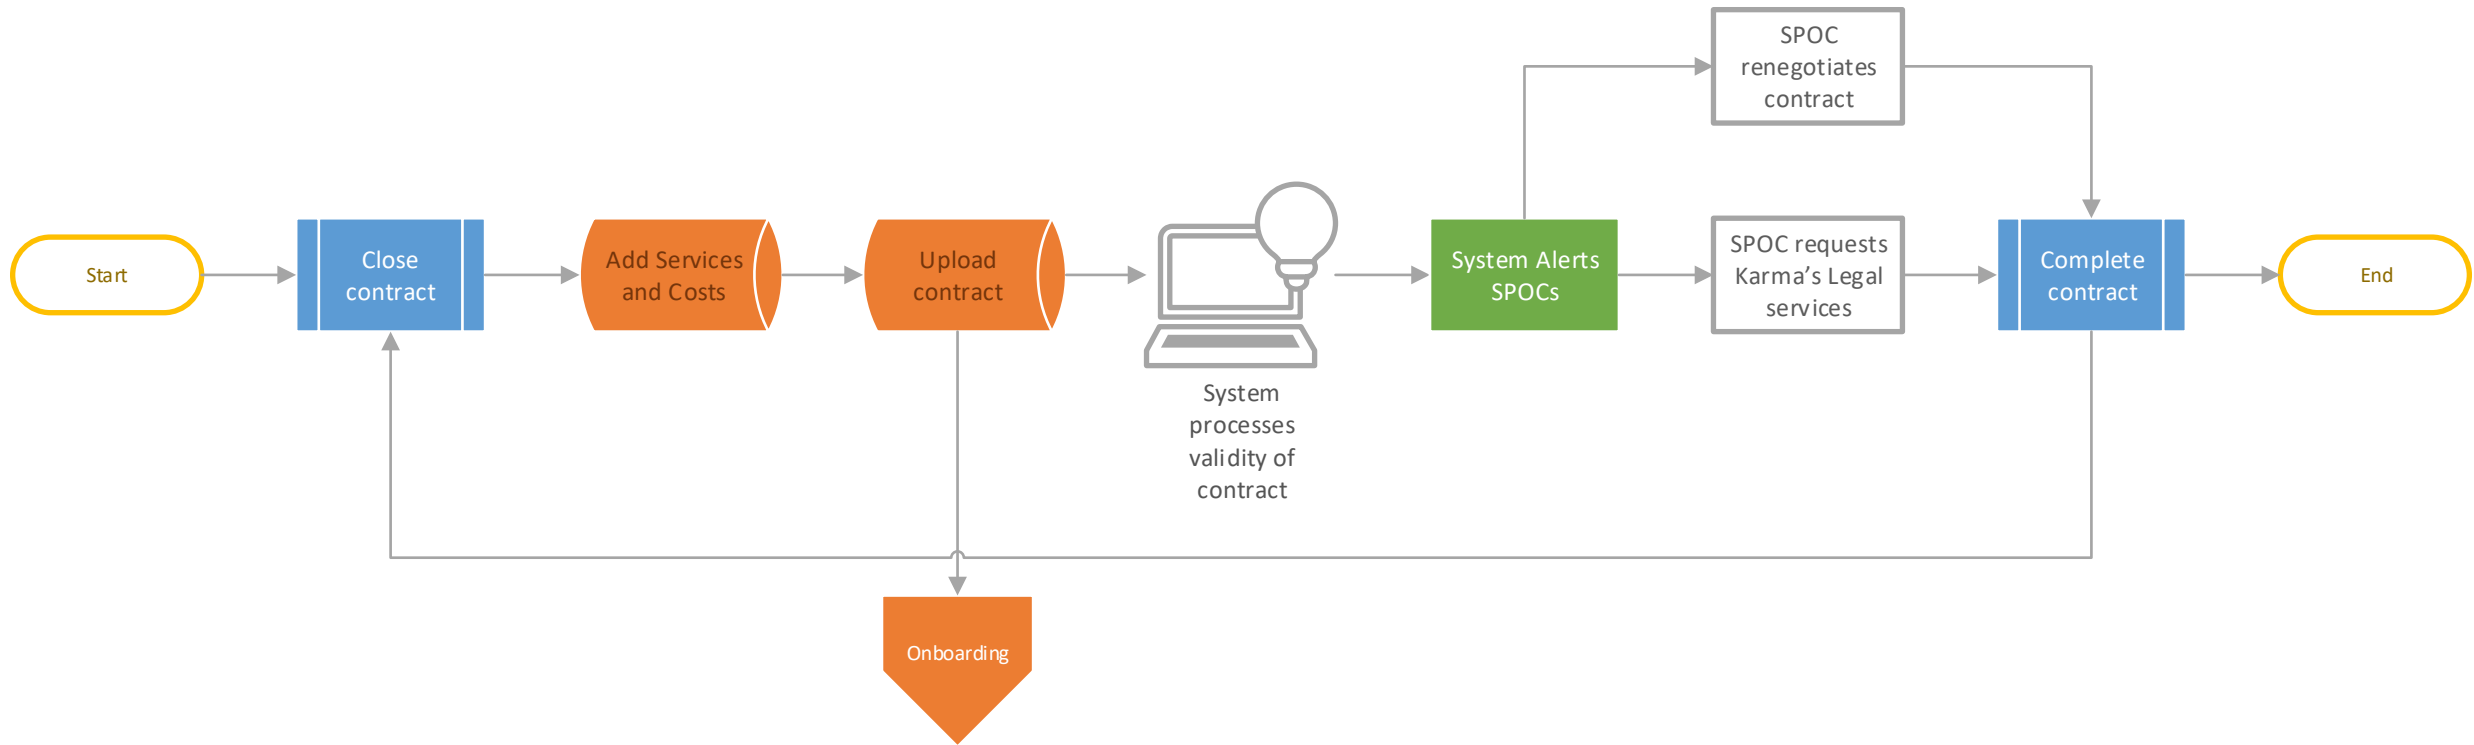 SPOC
renegotiates
contract
Start
Close
contract
Add Services
and Costs
Upload
contract
System Alerts
SPOCs
SPOC requests
Karma's Legal
services
Complete
contract
End
System
processes
validity of
contract
Onboarding